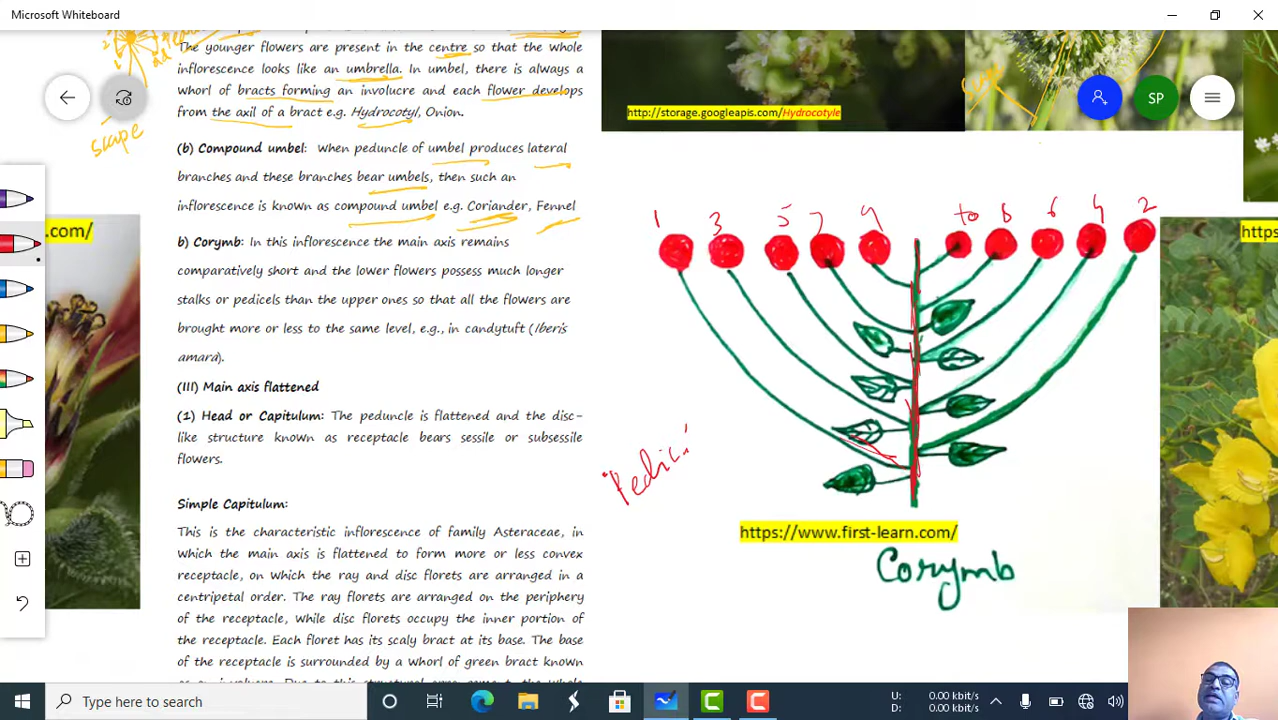 Microsoft Whiteboard
The younger flowers are present in the centre so that the whole
inflorescence looks like an umbrella. In umbel, there is always a
whorl of bracts forming an involucre and each flower develops
from the axil of a bract e.g. Hydrocotyl, Onion.
scape
(b) Compound umbel: When peduncle of umbel produces lateral
branches and these branches bear umbels, then such an
inflorescence is known as compound umbel e.g. Coriander, Fennel
b) Corymb: In this inflorescence the main axis remains
comparatively short and the lower flowers possess much longer
stalks or pedicels than the upper ones so that all the flowers are
brought more or less to the same level, e.g., in candytuft (Iberis
amara).
(III) Main axis flattened
(1) Head or Capitulum: The peduncle is flattened and the disc-
like structure known as receptacle bears sessile or subsessile
flowers.
Simple Capitulum:
This is the characteristic inflorescence of family Asteraceae, in
which the main axis is flattened to form more or less convex
receptacle, on which the ray and disc florets are arranged in a
centripetal order. The ray florets are arranged on the periphery
of the receptacle, while disc florets occupy the inner portion of
the receptacle. Each floret has its scaly bract at its base. The base
of the receptacle is surrounded by a whorl of green bract known
.com/
http://storage.googleapis.com/Hydrocotyle
SP
https
1 3 5 7 9 10 8 6 4 2
Pedic
https://www.first-learn.com/
Corymb
Type here to search
U: 0.00 kbit/s
D: 0.00 kbit/s